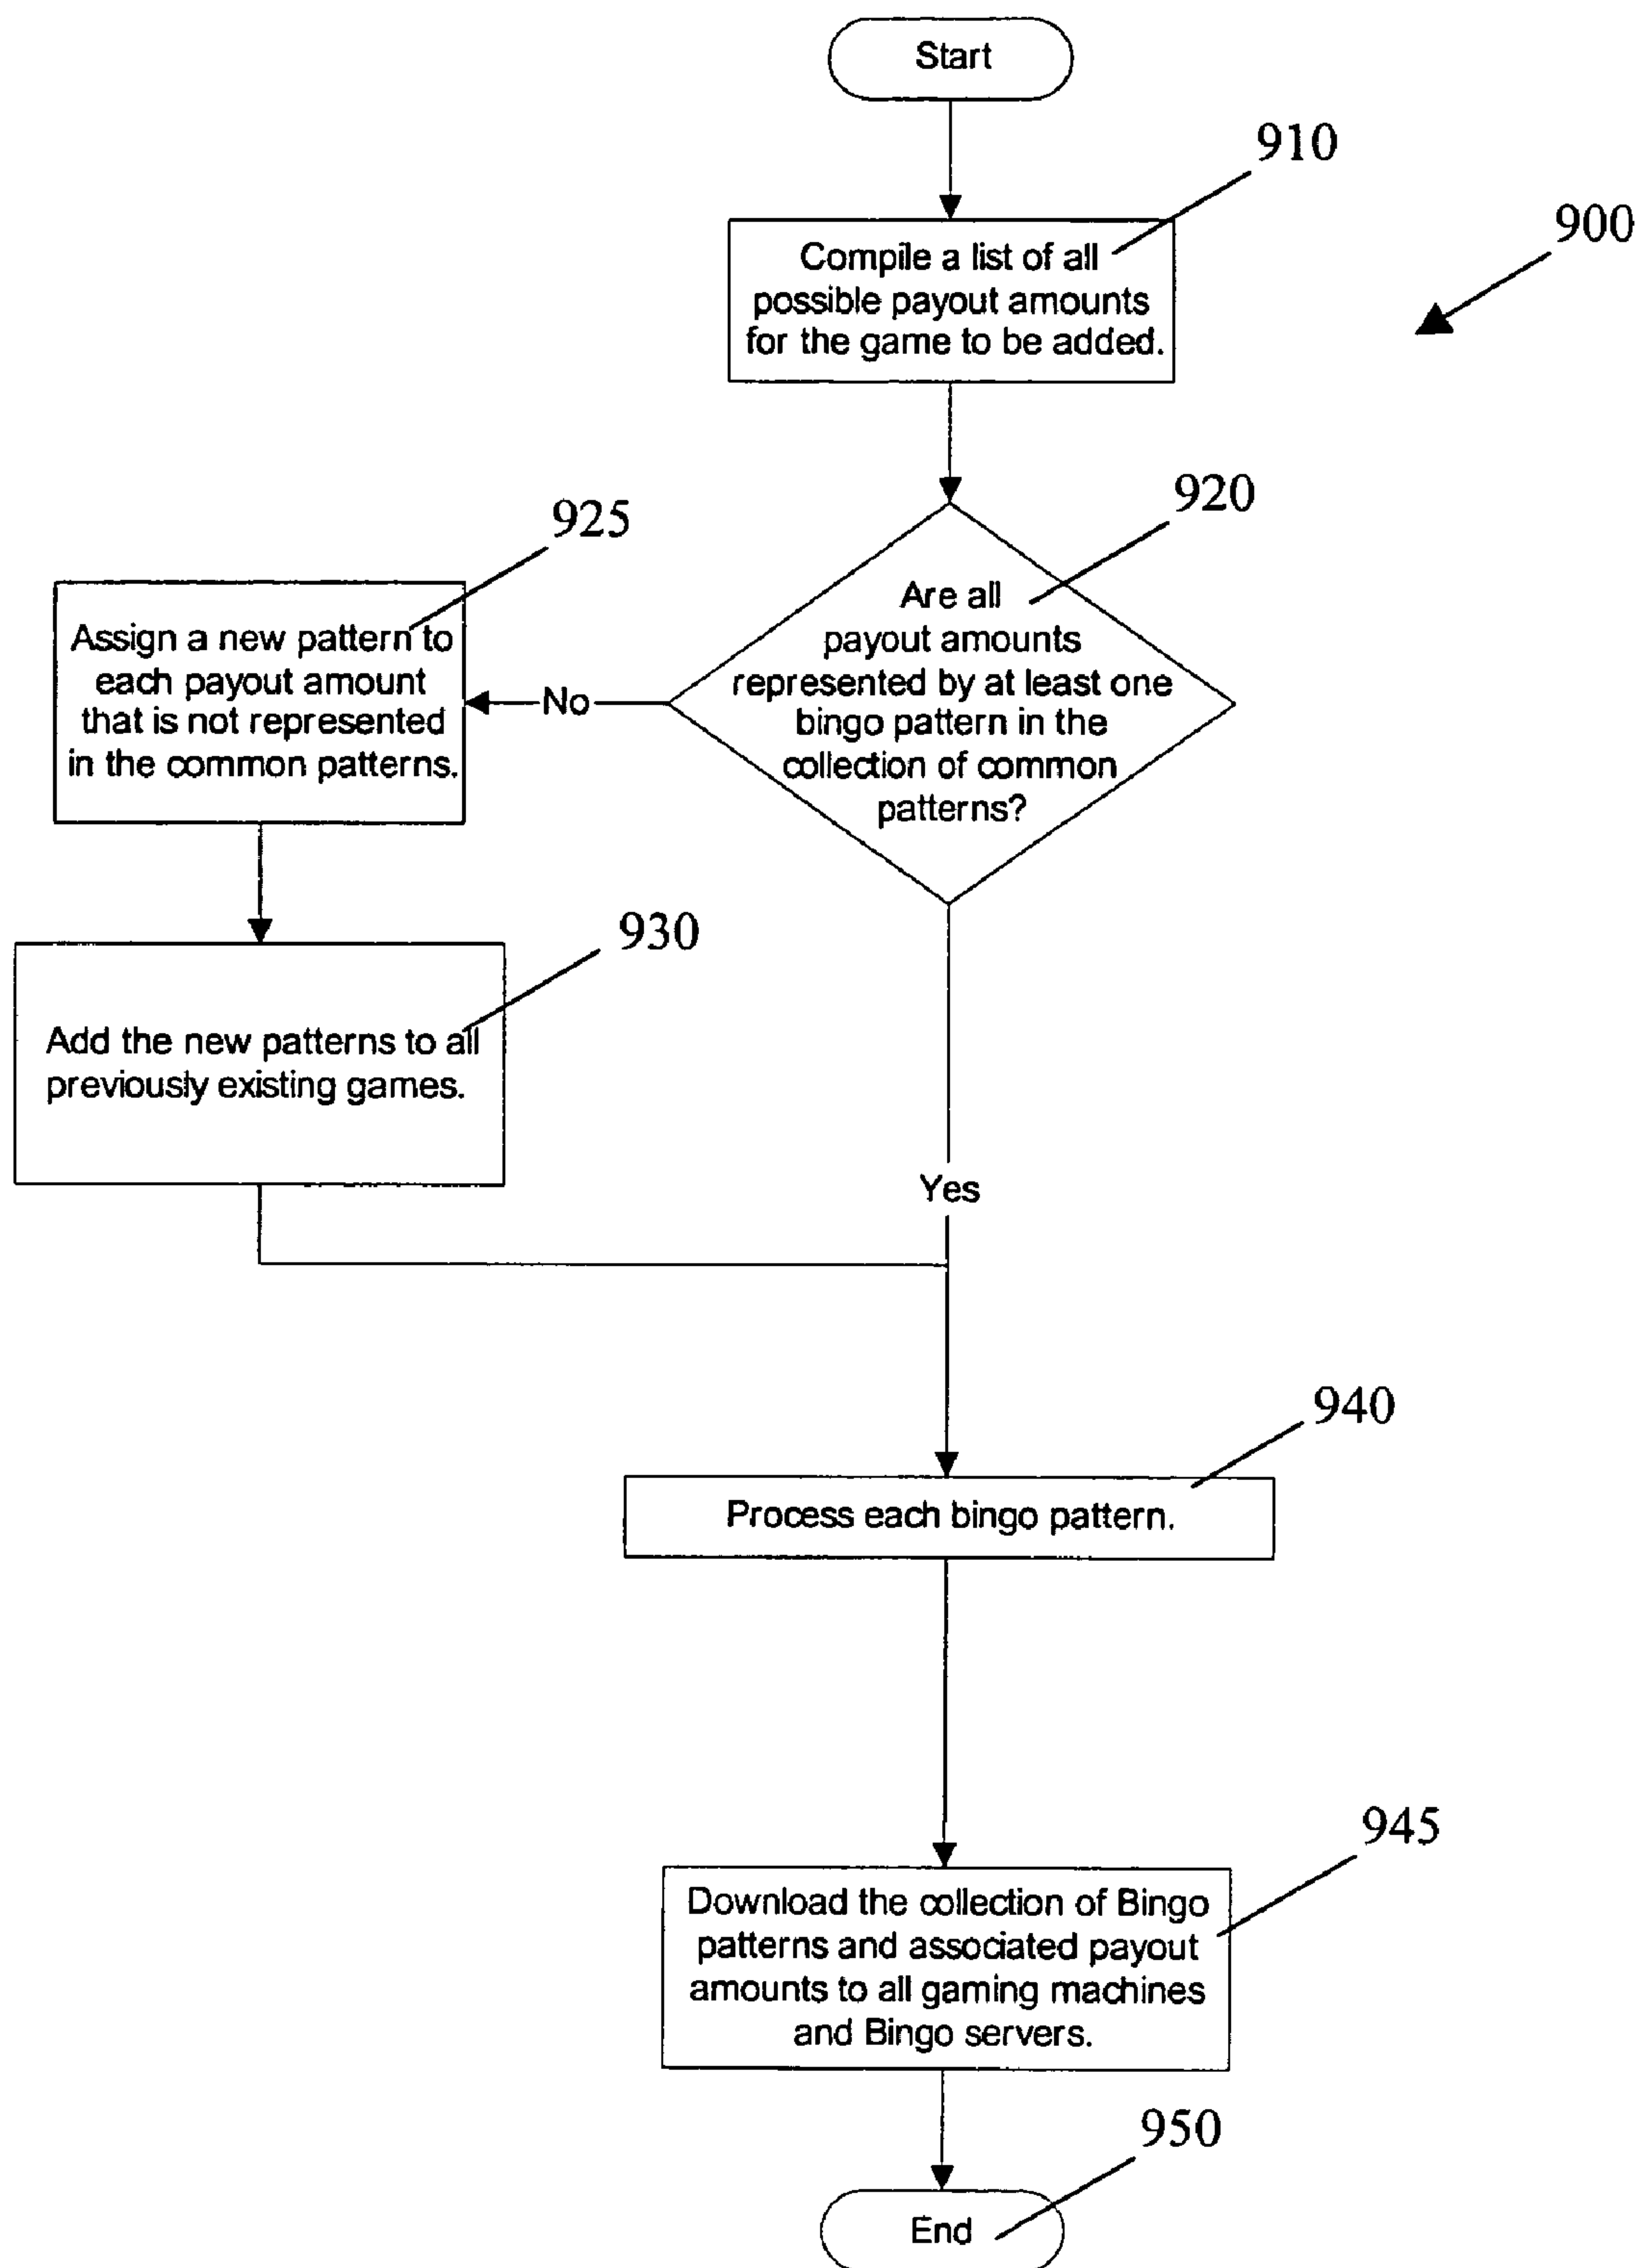 Start
910
900
Compile a list of all
possible payout amounts
for the game to be added.
920
925
Are all
payout amounts
represented by at least one
bingo pattern in the
collection of common
patterns?
Assign a new pattern to
each payout amount
that is not represented
in the common patterns.
No
930
Add the new patterns to all
previously existing games.
Yes
940
Process each bingo pattern.
945
Download the collection of Bingo
patterns and associated payout
amounts to all gaming machines
and Bingo servers.
950
End